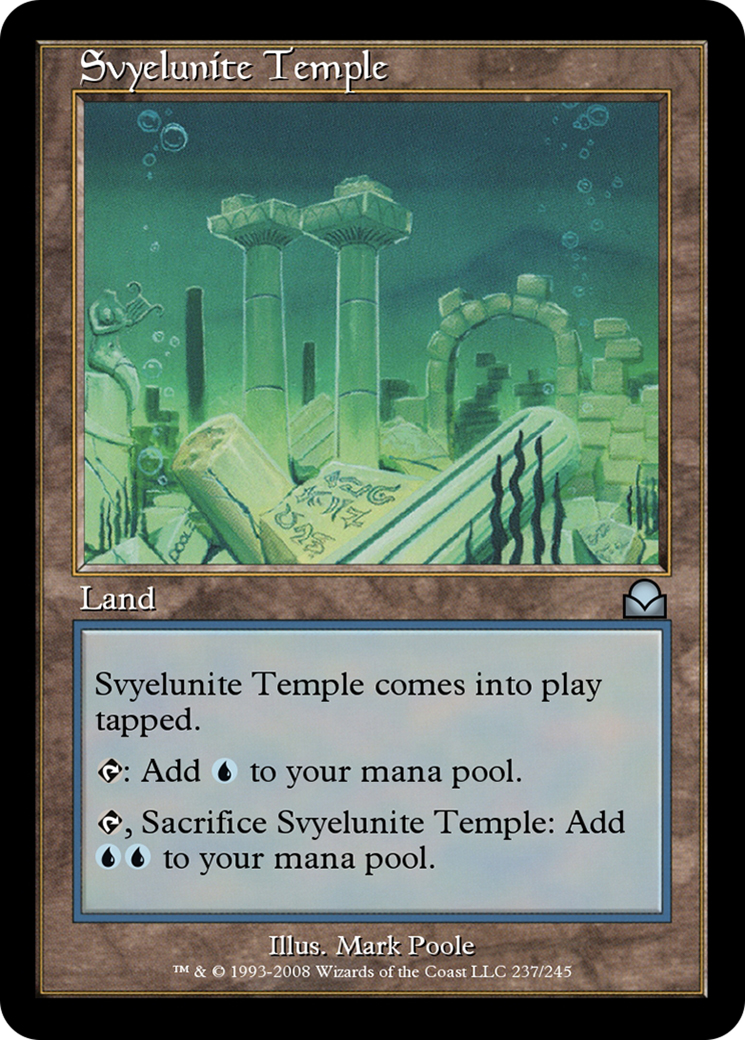 Svyelunite Temple
POOLE
Land
Svyelunite Temple comes into play
tapped.
: Add to your mana pool.
, Sacrifice Svyelunite Temple: Add
to your mana pool.
Illus. Mark Poole
™ & © 1993-2008 Wizards of the Coast LLC 237/245